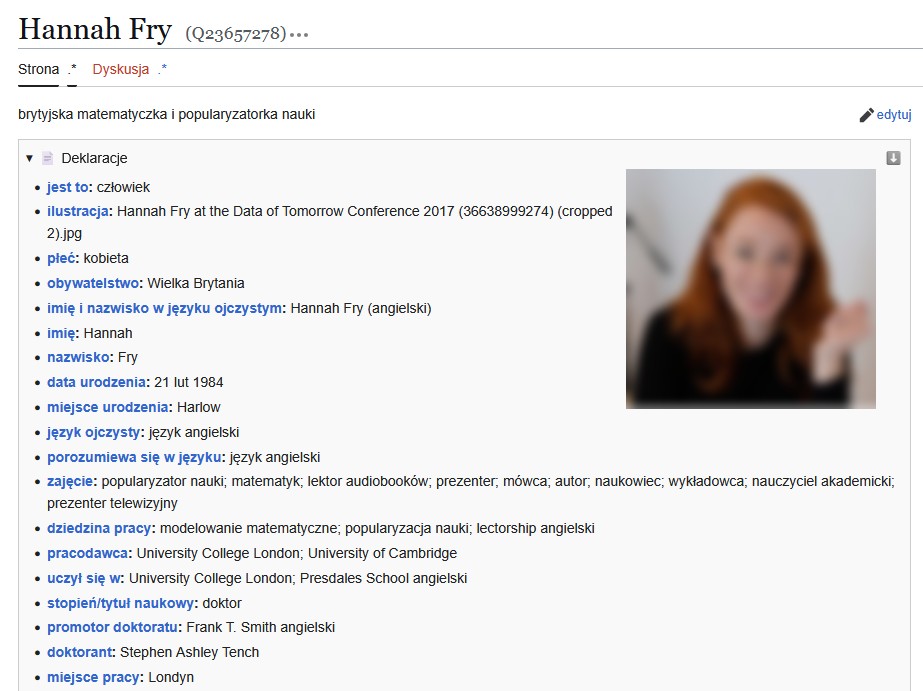 Hannah Fry (Q23657278) •••
Strona .* Dyskusja .*
brytyjska matematyczka i popularyzatorka nauki
edytuj
▼ Deklaracje
• jest to: człowiek
• ilustracja: Hannah Fry at the Data of Tomorrow Conference 2017 (36638999274) (cropped
2).jpg
• płeć: kobieta
• obywatelstwo: Wielka Brytania
• imię i nazwisko w języku ojczystym: Hannah Fry (angielski)
• imię: Hannah
• nazwisko: Fry
• data urodzenia: 21 lut 1984
• miejsce urodzenia: Harlow
• język ojczysty: język angielski
• porozumiewa się w języku: język angielski
• zajęcie: popularyzator nauki; matematyk; lektor audiobooków; prezenter; mówca; autor; naukowiec; wykładowca; nauczyciel akademicki;
prezenter telewizyjny
• dziedzina pracy: modelowanie matematyczne; popularyzacja nauki; lectorship angielski
• pracodawca: University College London; University of Cambridge
• uczył się w: University College London; Presdales School angielski
• stopień/tytuł naukowy: doktor
• promotor doktoratu: Frank T. Smith angielski
• doktorant: Stephen Ashley Tench
• miejsce pracy: Londyn